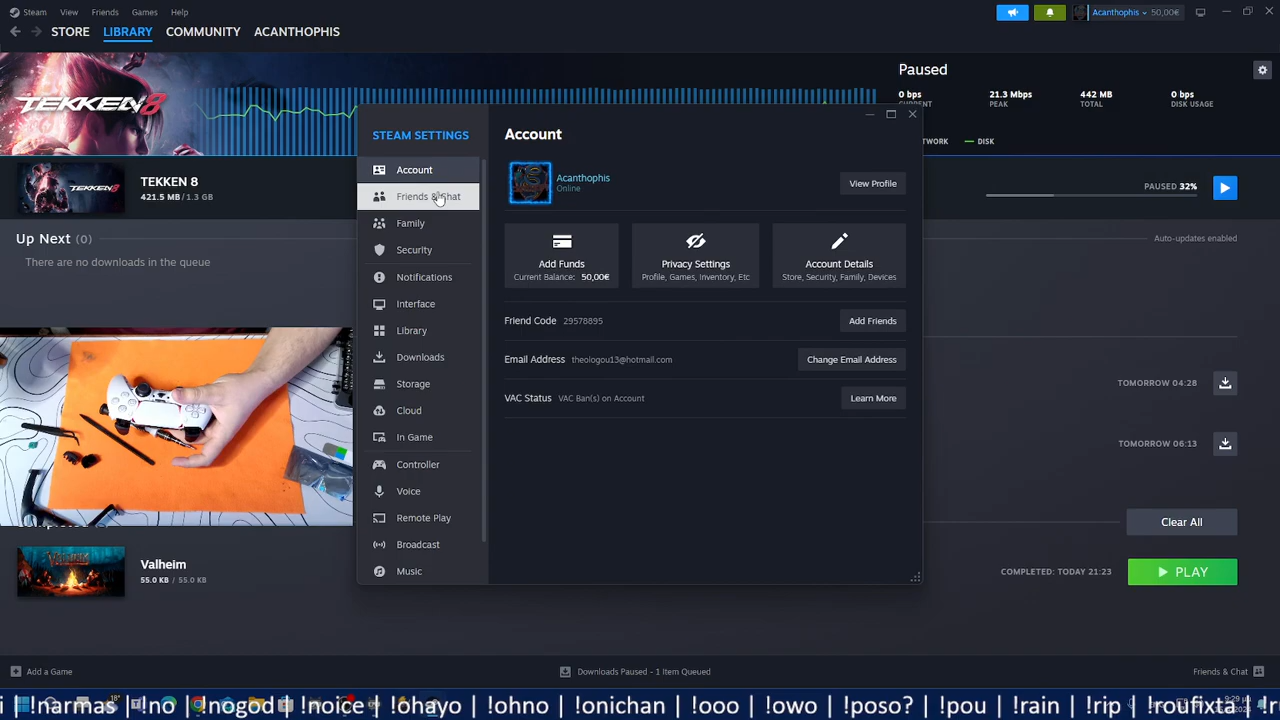 Steam View Friends Games Help
Acanthophis 50,00€
STORE LIBRARY COMMUNITY ACANTHOPHIS
TEKKEN 8
Paused
0 bps 21.3 Mbps 442 MB 0 bps
CURRENT PEAK TOTAL DISK USAGE
DISK
TEKKEN 8
TEKKEN 8
421.5 MB / 1.3 GB
PAUSED 32%
Up Next (0)
Auto-updates enabled
There are no downloads in the queue
STEAM SETTINGS
Account
Friends & Chat
Family
Security
Notifications
Interface
Library
Downloads
Storage
Cloud
In Game
Controller
Voice
Remote Play
Broadcast
Music
Account
Acanthophis
Online
View Profile
Add Funds
Current Balance: 50,00€
Privacy Settings
Profile, Games, Inventory, Etc
Account Details
Store, Security, Family, Devices
Friend Code 29578895
Add Friends
Email Address theologou13@hotmail.com
Change Email Address
VAC Status VAC Ban(s) on Account
Learn More
TOMORROW 04:28
TOMORROW 06:13
Clear All
VALHEIM
Valheim
55.0 KB / 55.0 KB
COMPLETED: TODAY 21:23
PLAY
Add a Game
Downloads Paused - 1 Item Queued
Friends & Chat
i | !narmas | !no | !nogod | !noice | !ohayo | !ohno | !onichan | !ooo | !owo | !poso? | !pou | !rain | !rip | !roufixta | !r